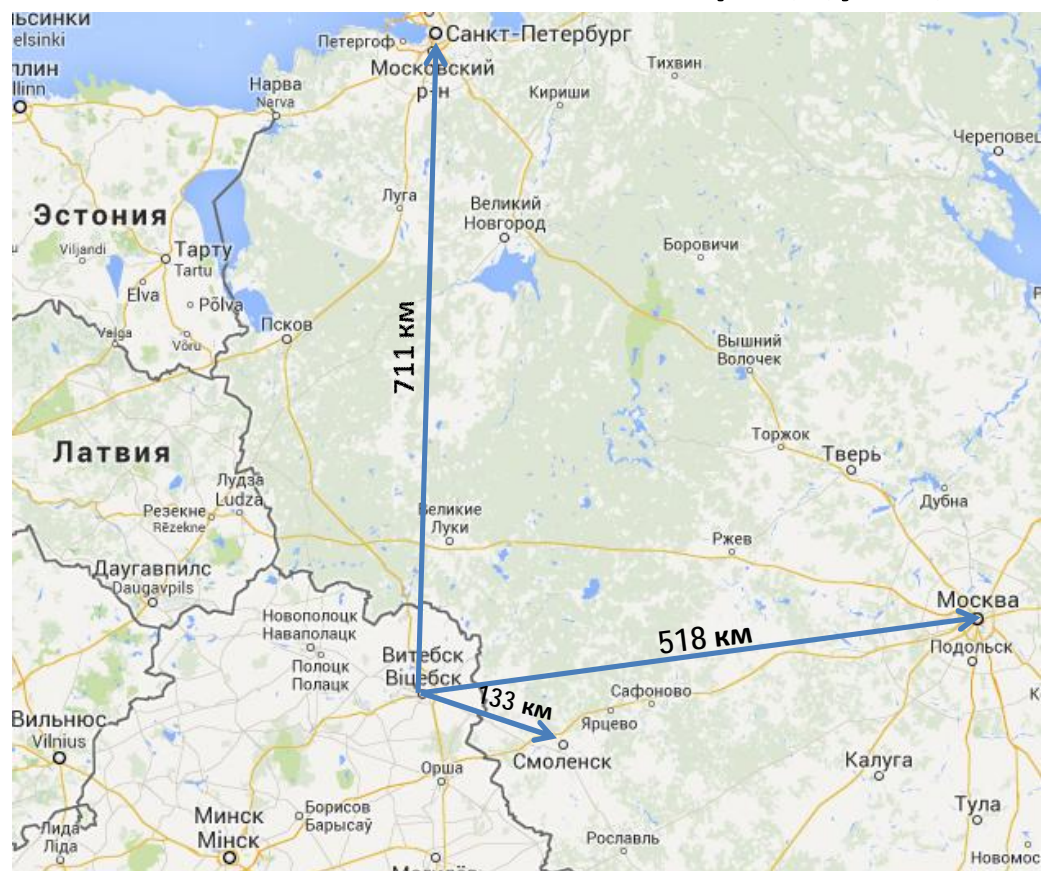 ьсинки
elsinki
Петергоф
Санкт-Петербург
ллин
llinn
Нарва
Narva
Московский
р-н
Тихвин
Кириши
Череповец
Луга
Великий
Новгород
Эстония
Viljandi
Тарту
Tartu
Боровичи
Elva
Põlva
Псков
Valga
Võru
711 км
Вышний
Волочек
Торжок
Тверь
Латвия
Лудза
Ludza
Резекне
Rēzekne
Великие
Луки
Дубна
Ржев
Даугавпилс
Daugavpils
Москва
Новополоцк
Наваполацк
518 км
Подольск
Полоцк
Полацк
Витебск
Віцебск
133 км
Сафоново
Ярцево
Вильнюс
Vilnius
Смоленск
Калуга
Орша
Борисов
Барысаў
Минск
Мінск
Тула
Лида
Ліда
Рославль
Новомос